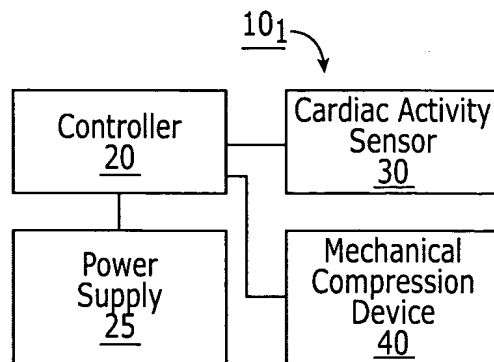 10₁
Controller
20
Cardiac Activity
Sensor
30
Power
Supply
25
Mechanical
Compression
Device
40